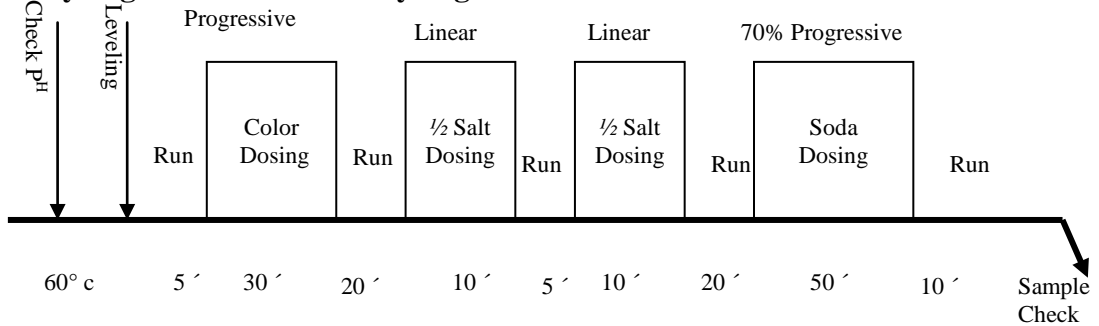 Check Pᴴ
Leveling
Progressive
Linear
Linear
70% Progressive
Color
Dosing
½ Salt
Dosing
½ Salt
Dosing
Soda
Dosing
Run
Run
Run
Run
Run
60° c
5 ´
30 ´
20 ´
10 ´
5 ´
10 ´
20 ´
50 ´
10 ´
Sample
Check